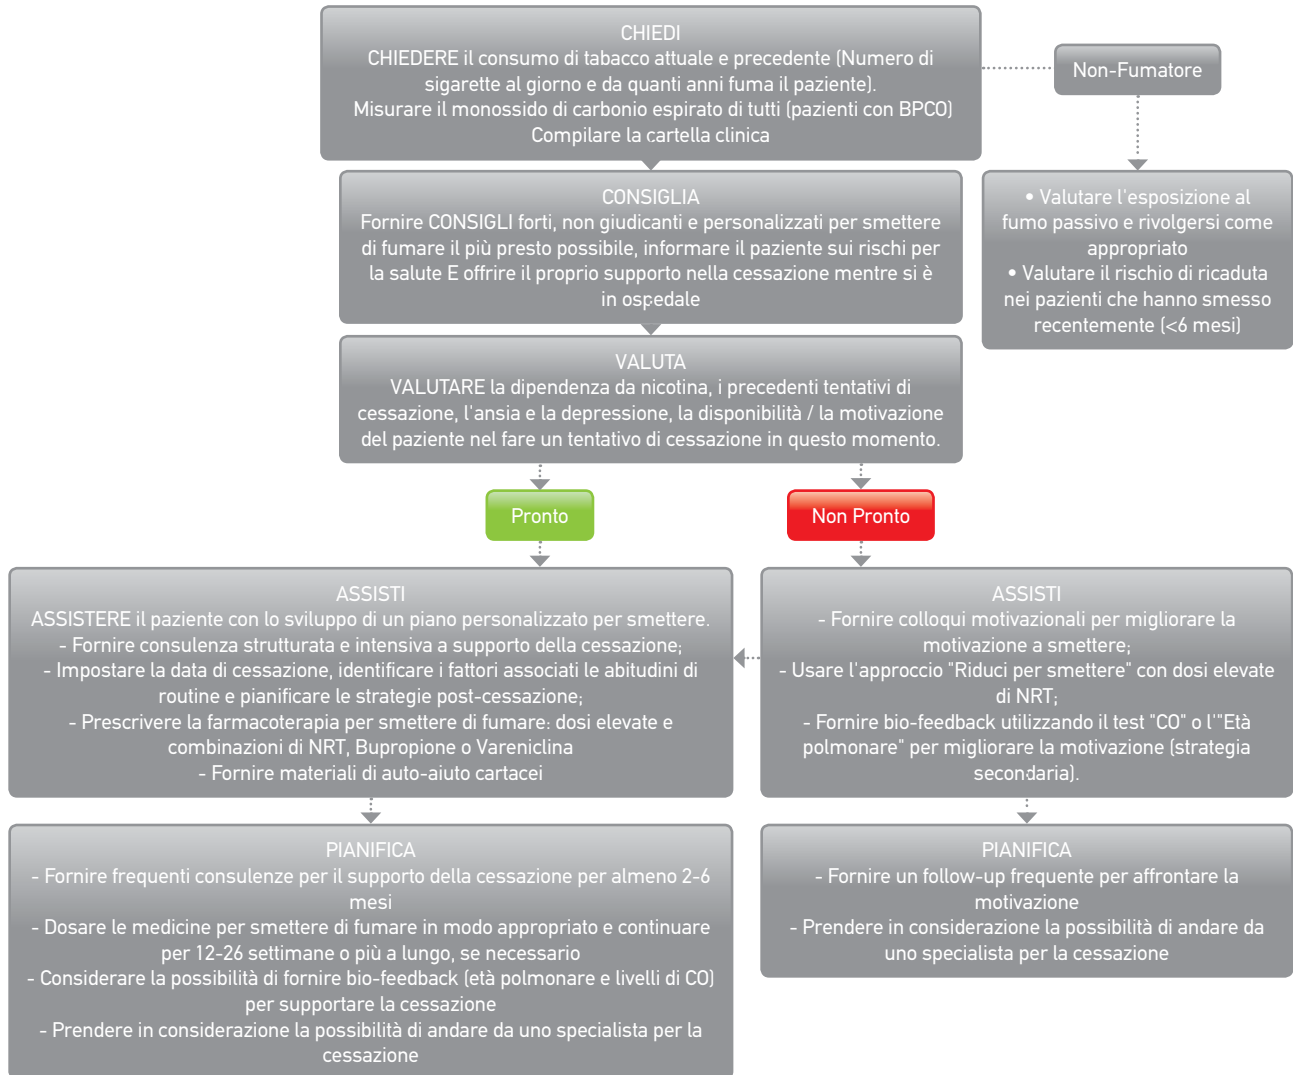 CHIEDI
CHIEDERE il consumo di tabacco attuale e precedente (Numero di
sigarette al giorno e da quanti anni fuma il paziente).
Misurare il monossido di carbonio espirato di tutti (pazienti con BPCO)
Compilare la cartella clinica
Non-Fumatore
• Valutare l'esposizione al
fumo passivo e rivolgersi come
appropriato
• Valutare il rischio di ricaduta
nei pazienti che hanno smesso
recentemente (<6 mesi)
CONSIGLIA
Fornire CONSIGLI forti, non giudicanti e personalizzati per smettere
di fumare il più presto possibile, informare il paziente sui rischi per
la salute E offrire il proprio supporto nella cessazione mentre si è
in ospedale
VALUTA
VALUTARE la dipendenza da nicotina, i precedenti tentativi di
cessazione, l'ansia e la depressione, la disponibilità / la motivazione
del paziente nel fare un tentativo di cessazione in questo momento.
Pronto
Non Pronto
ASSISTI
ASSISTERE il paziente con lo sviluppo di un piano personalizzato per smettere.
- Fornire consulenza strutturata e intensiva a supporto della cessazione;
- Impostare la data di cessazione, identificare i fattori associati le abitudini di
routine e pianificare le strategie post-cessazione;
- Prescrivere la farmacoterapia per smettere di fumare: dosi elevate e
combinazioni di NRT, Bupropione o Vareniclina
- Fornire materiali di auto-aiuto cartacei
ASSISTI
- Fornire colloqui motivazionali per migliorare la
motivazione a smettere;
- Usare l'approccio "Riduci per smettere" con dosi elevate
di NRT;
- Fornire bio-feedback utilizzando il test "CO" o l'"Età
polmonare" per migliorare la motivazione (strategia
secondaria).
PIANIFICA
- Fornire frequenti consulenze per il supporto della cessazione per almeno 2-6
mesi
- Dosare le medicine per smettere di fumare in modo appropriato e continuare
per 12-26 settimane o più a lungo, se necessario
- Considerare la possibilità di fornire bio-feedback (età polmonare e livelli di CO)
per supportare la cessazione
- Prendere in considerazione la possibilità di andare da uno specialista per la
cessazione
PIANIFICA
- Fornire un follow-up frequente per affrontare la
motivazione
- Prendere in considerazione la possibilità di andare da
uno specialista per la cessazione